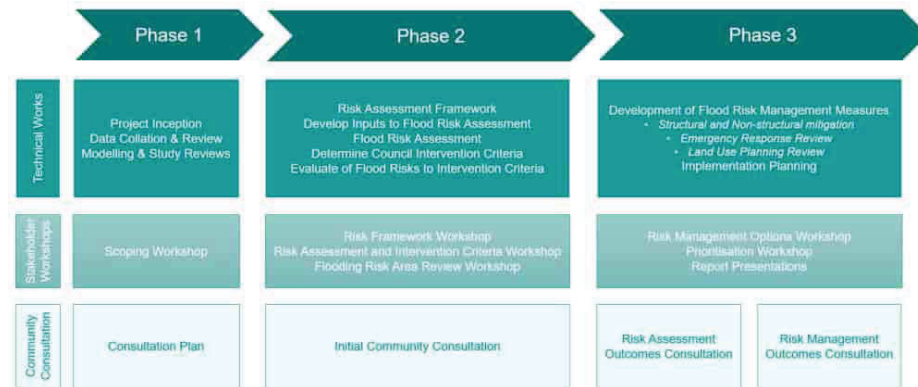 Phase 1
Phase 2
Phase 3
Technical Works
Project Inception
Data Collation & Review
Modelling & Study Reviews
Risk Assessment Framework
Develop Inputs to Flood Risk Assessment
Flood Risk Assessment
Determine Council Intervention Criteria
Evaluate of Flood Risks to Intervention Criteria
Development of Flood Risk Management Measures
• Structural and Non-structural mitigation
• Emergency Response Review
• Land Use Planning Review
Implementation Planning
Stakeholder
Workshops
Scoping Workshop
Risk Framework Workshop
Risk Assessment and Intervention Criteria Workshop
Flooding Risk Area Review Workshop
Risk Management Options Workshop
Prioritisation Workshop
Report Presentations
Community
Consultation
Consultation Plan
Initial Community Consultation
Risk Assessment
Outcomes Consultation
Risk Management
Outcomes Consultation